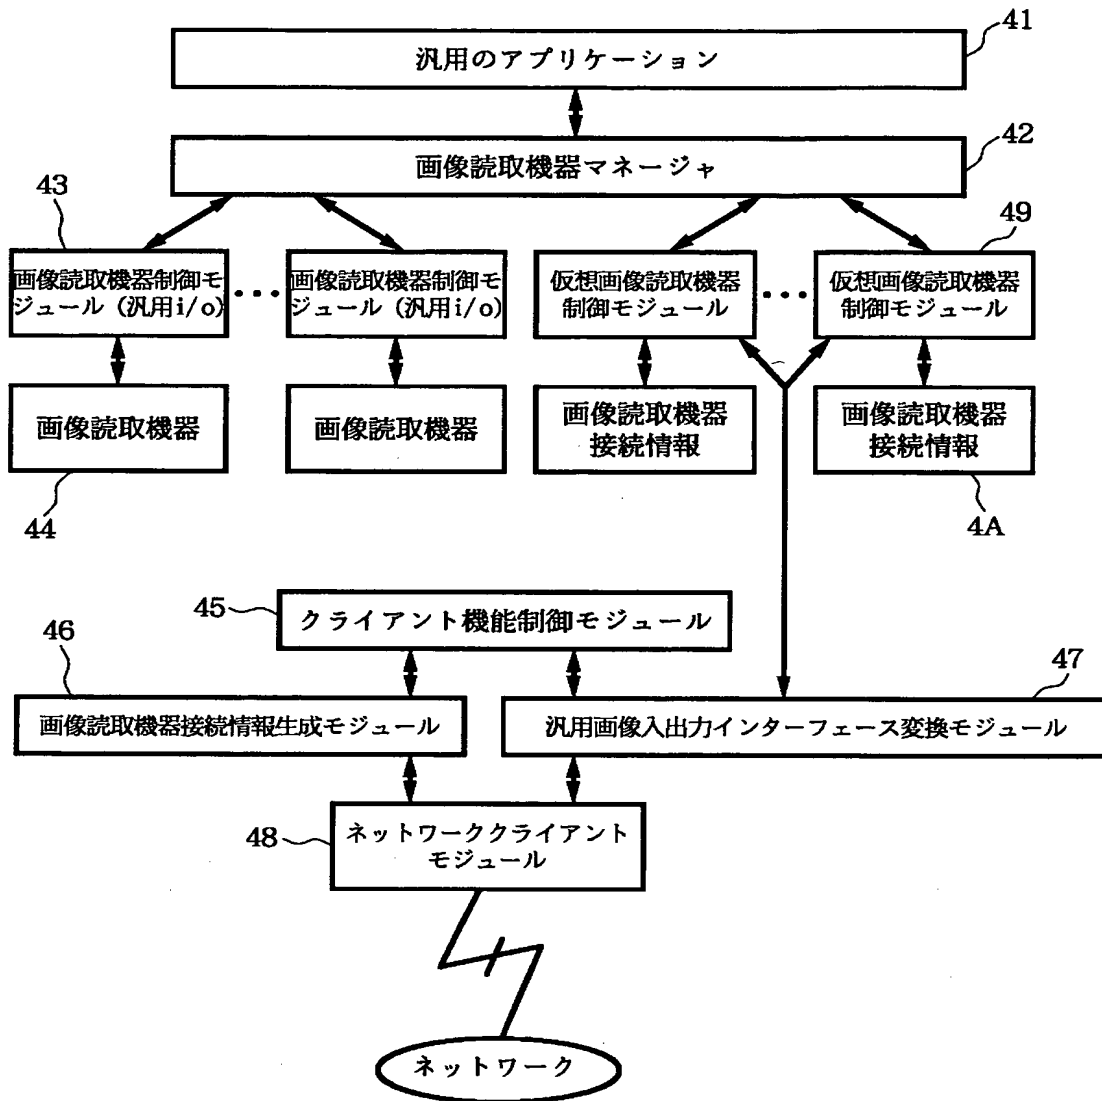 41
汎用のアプリケーション
42
画像読取機器マネージャ
43
49
画像読取機器制御モ
ジュール（汎用i/o）
画像読取機器制御モ
ジュール（汎用i/o）
仮想画像読取機器
制御モジュール
仮想画像読取機器
制御モジュール
画像読取機器
画像読取機器
画像読取機器
接続情報
画像読取機器
接続情報
44
4A
45
クライアント機能制御モジュール
46
47
画像読取機器接続情報生成モジュール
汎用画像入出力インターフェース変換モジュール
48
ネットワーククライアント
モジュール
ネットワーク